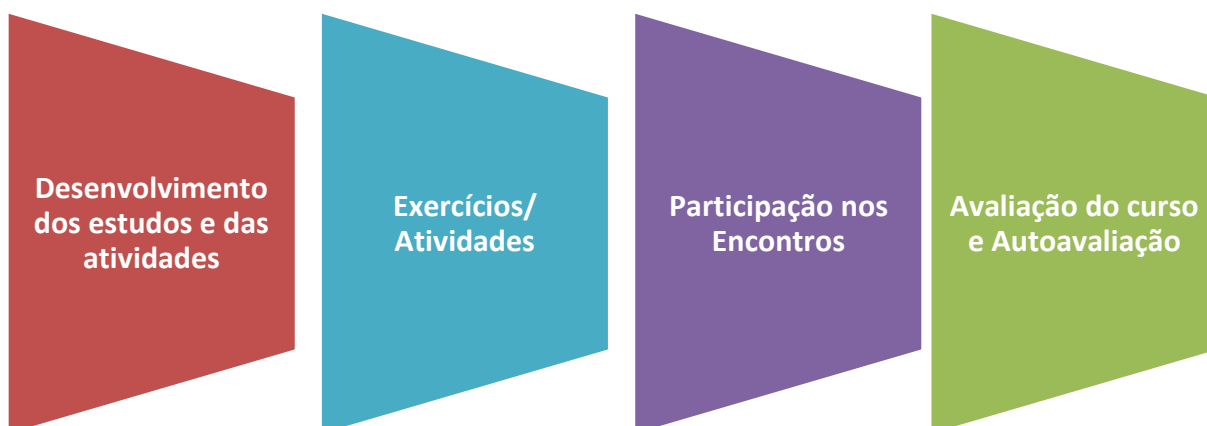 Desenvolvimento
dos estudos e das
atividades
Exercícios/
Atividades
Participação nos
Encontros
Avaliação do curso
e Autoavaliação